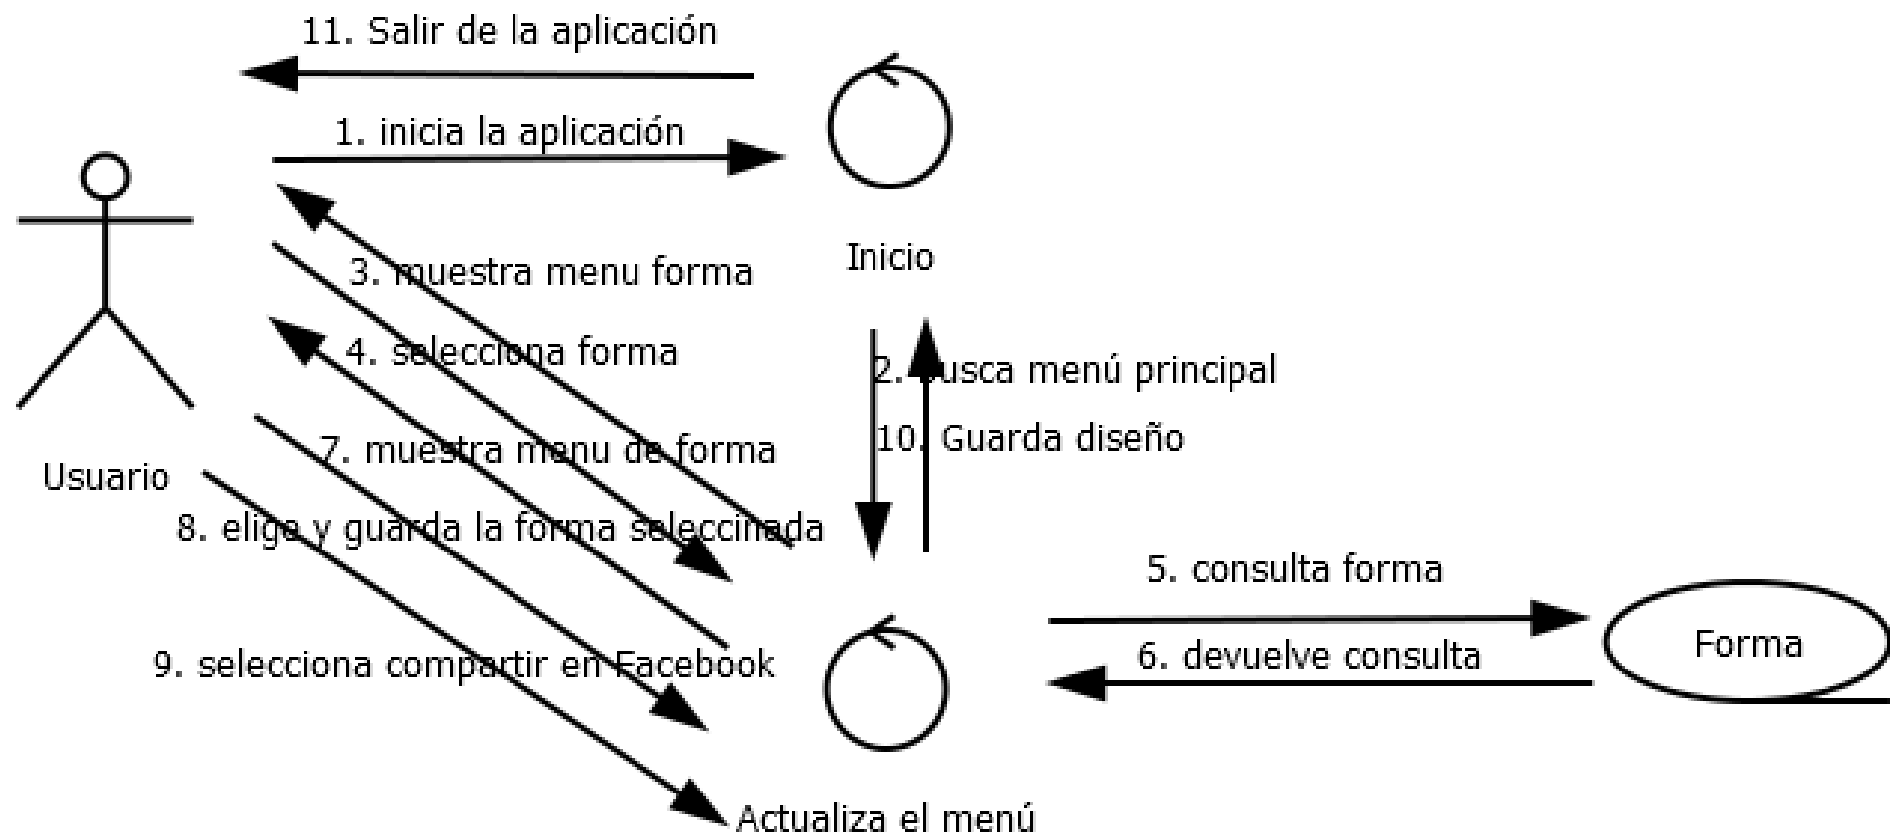 11. Salir de la aplicación
1. inicia la aplicación
Inicio
3. muestra menu forma
4. selecciona forma
2. busca menú principal
10. Guarda diseño
7. muestra menu de forma
Usuario
8. elige y guarda la forma seleccinada
5. consulta forma
Forma
6. devuelve consulta
9. selecciona compartir en Facebook
Actualiza el menú